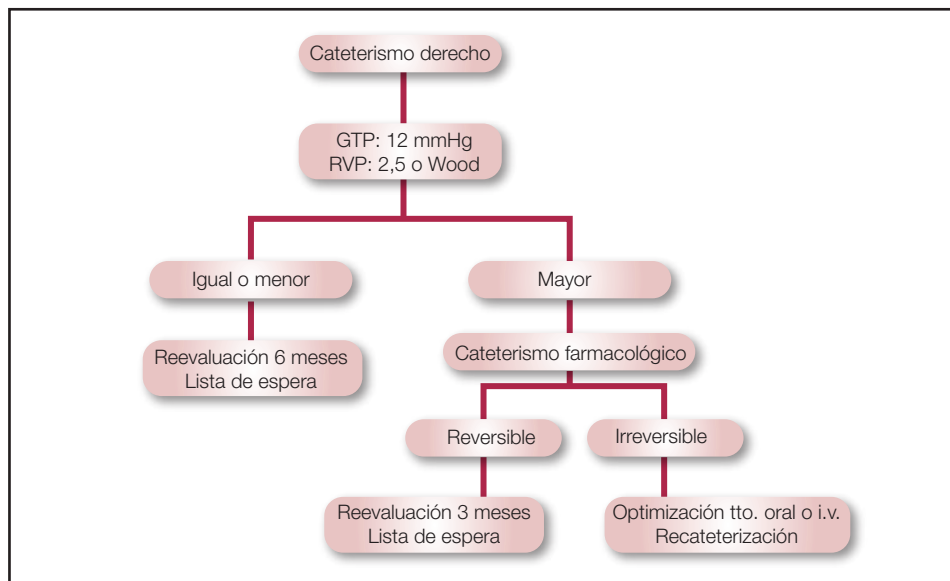 Cateterismo derecho
GTP: 12 mmHg
RVP: 2,5 o Wood
Igual o menor
Mayor
Reevaluación 6 meses
Lista de espera
Cateterismo farmacológico
Reversible
Irreversible
Reevaluación 3 meses
Lista de espera
Optimización tto. oral o i.v.
Recateterización